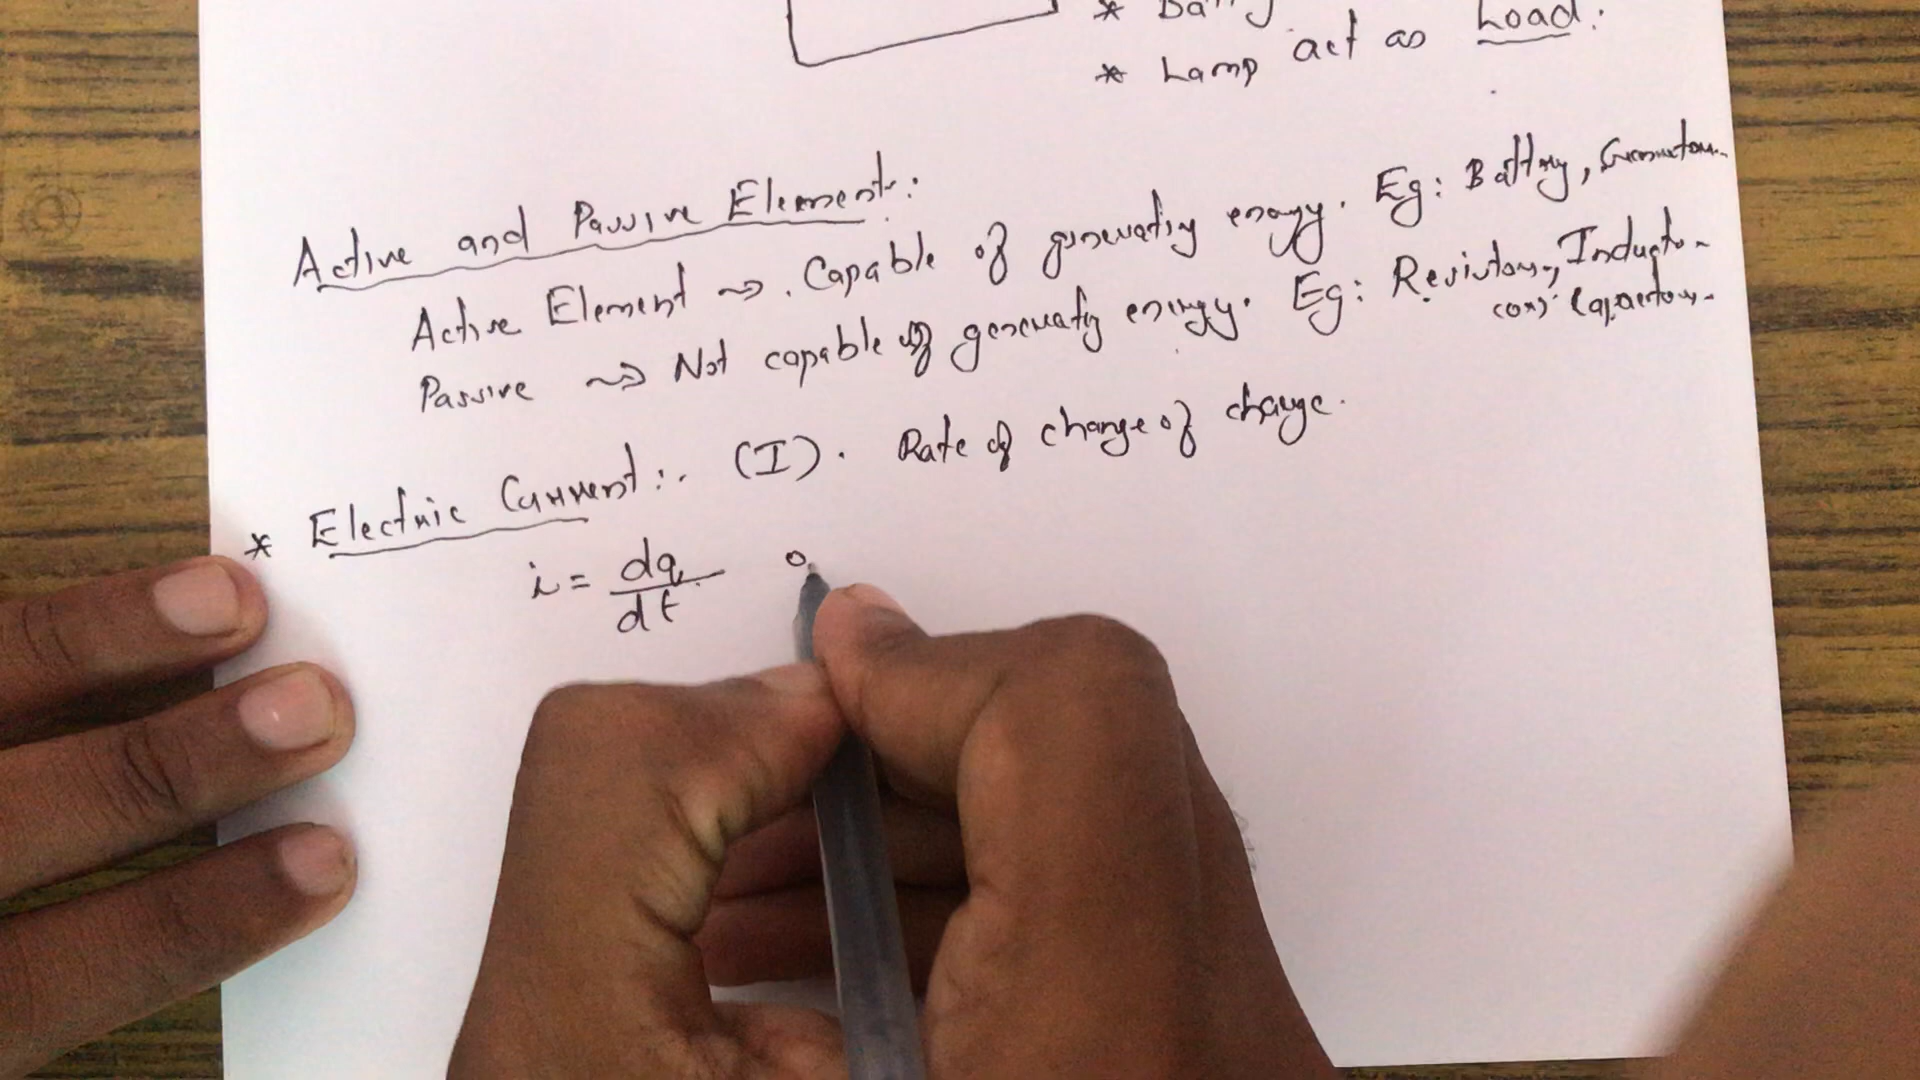 * Lamp act as Load.
Active and Passive Element:
Active Element ⇝ Capable of generating energy. Eg: Battery, Generator
Passive ⇝ Not capable of generating energy. Eg: Resistor, Inductor
Capacitor
* Electric Current:. (I). Rate of change of charge.
i = dq/dt